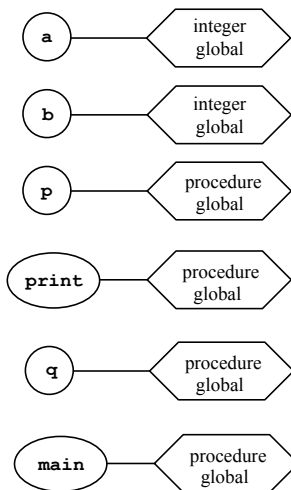 a
integer
global
b
integer
global
p
procedure
global
print
procedure
global
q
procedure
global
main
procedure
global